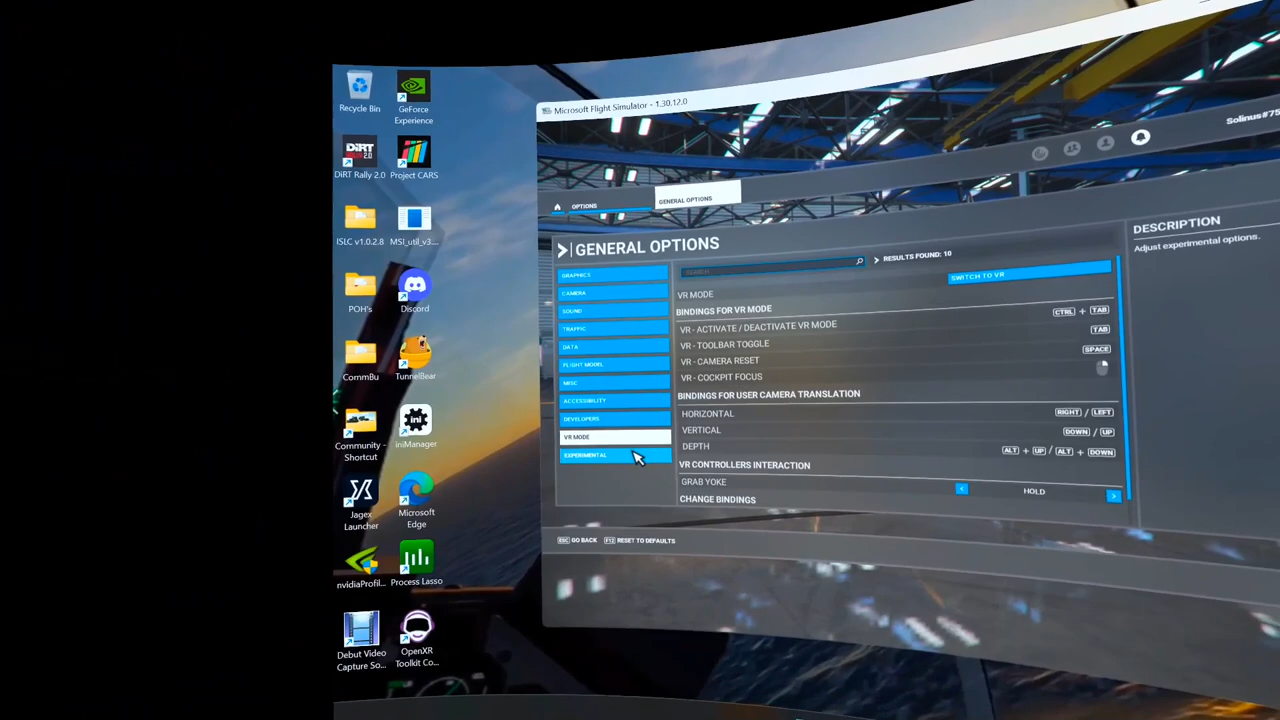 Recycle Bin
GeForce
Experience
DiRT Rally 2.0
Project CARS
ISLC v1.0.2.8
MSI_util_v3....
POH's
Discord
CommBu
TunnelBear
Community -
Shortcut
iniManager
Jagex
Launcher
Microsoft
Edge
nvidiaProfil...
Process Lasso
Debut Video
Capture So...
OpenXR
Toolkit Co...
Microsoft Flight Simulator - 1.30.12.0
Solinus#75
OPTIONS
GENERAL OPTIONS
GENERAL OPTIONS
GRAPHICS
CAMERA
SOUND
TRAFFIC
DATA
FLIGHT MODEL
MISC
ACCESSIBILITY
DEVELOPERS
VR MODE
EXPERIMENTAL
SEARCH
RESULTS FOUND: 10
VR MODE
SWITCH TO VR
BINDINGS FOR VR MODE
VR - ACTIVATE / DEACTIVATE VR MODE CTRL + TAB
VR - TOOLBAR TOGGLE TAB
VR - CAMERA RESET SPACE
VR - COCKPIT FOCUS
BINDINGS FOR USER CAMERA TRANSLATION
HORIZONTAL RIGHT / LEFT
VERTICAL DOWN / UP
DEPTH ALT + UP / ALT + DOWN
VR CONTROLLERS INTERACTION
GRAB YOKE < HOLD >
CHANGE BINDINGS
DESCRIPTION
Adjust experimental options.
ESC GO BACK F12 RESET TO DEFAULTS